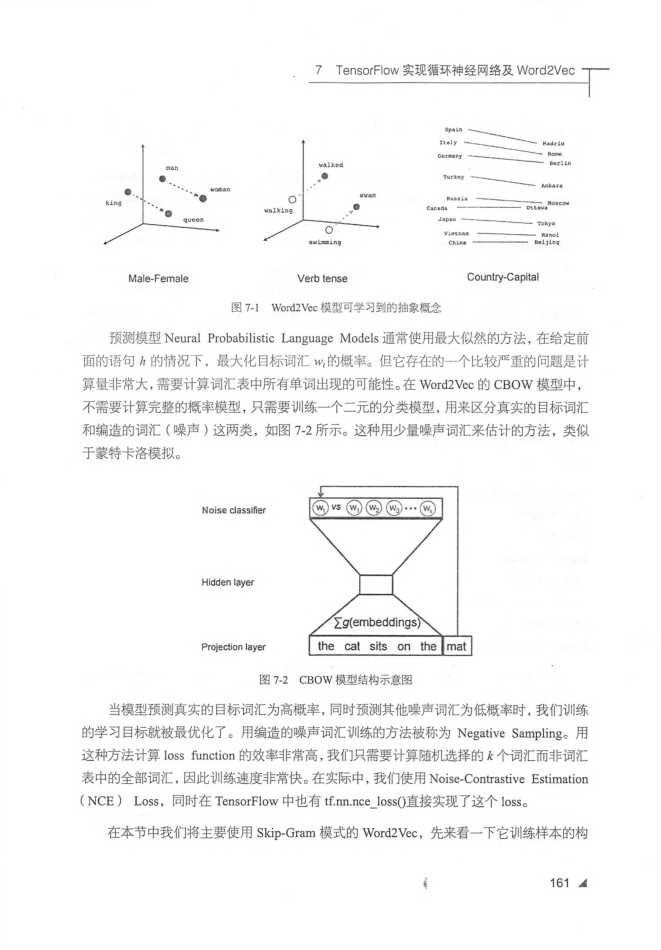 7 TensorFlow 实现循环神经网络及 Word2Vec
man
woman
king
queen
Male-Female
walked
swam
walking
swimming
Verb tense
Spain
Madrid
Italy
Rome
Germany
Berlin
Turkey
Ankara
Russia
Moscow
Canada
Ottawa
Japan
Tokyo
Vietnam
Hanoi
China
Beijing
Country-Capital
图 7-1 Word2Vec 模型可学习到的抽象概念
预测模型 Neural Probabilistic Language Models 通常使用最大似然的方法，在给定前
面的语句 h 的情况下，最大化目标词汇 wt的概率。但它存在的一个比较严重的问题是计
算量非常大，需要计算词汇表中所有单词出现的可能性。在 Word2Vec 的 CBOW 模型中，
不需要计算完整的概率模型，只需要训练一个二元的分类模型，用来区分真实的目标词汇
和编造的词汇（噪声）这两类，如图 7-2 所示。这种用少量噪声词汇来估计的方法，类似
于蒙特卡洛模拟。
Noise classifier
wt vs w1 w2 w3 ··· wk
Hidden layer
∑g(embeddings)
Projection layer
the cat sits on the mat
图 7-2 CBOW 模型结构示意图
当模型预测真实的目标词汇为高概率，同时预测其他噪声词汇为低概率时，我们训练
的学习目标就被最优化了。用编造的噪声词汇训练的方法被称为 Negative Sampling。用
这种方法计算 loss function 的效率非常高，我们只需要计算随机选择的 k 个词汇而非词汇
表中的全部词汇，因此训练速度非常快。在实际中，我们使用 Noise-Contrastive Estimation
（NCE） Loss，同时在 TensorFlow 中也有 tf.nn.nce_loss()直接实现了这个 loss。
在本节中我们将主要使用 Skip-Gram 模式的 Word2Vec，先来看一下它训练样本的构
161